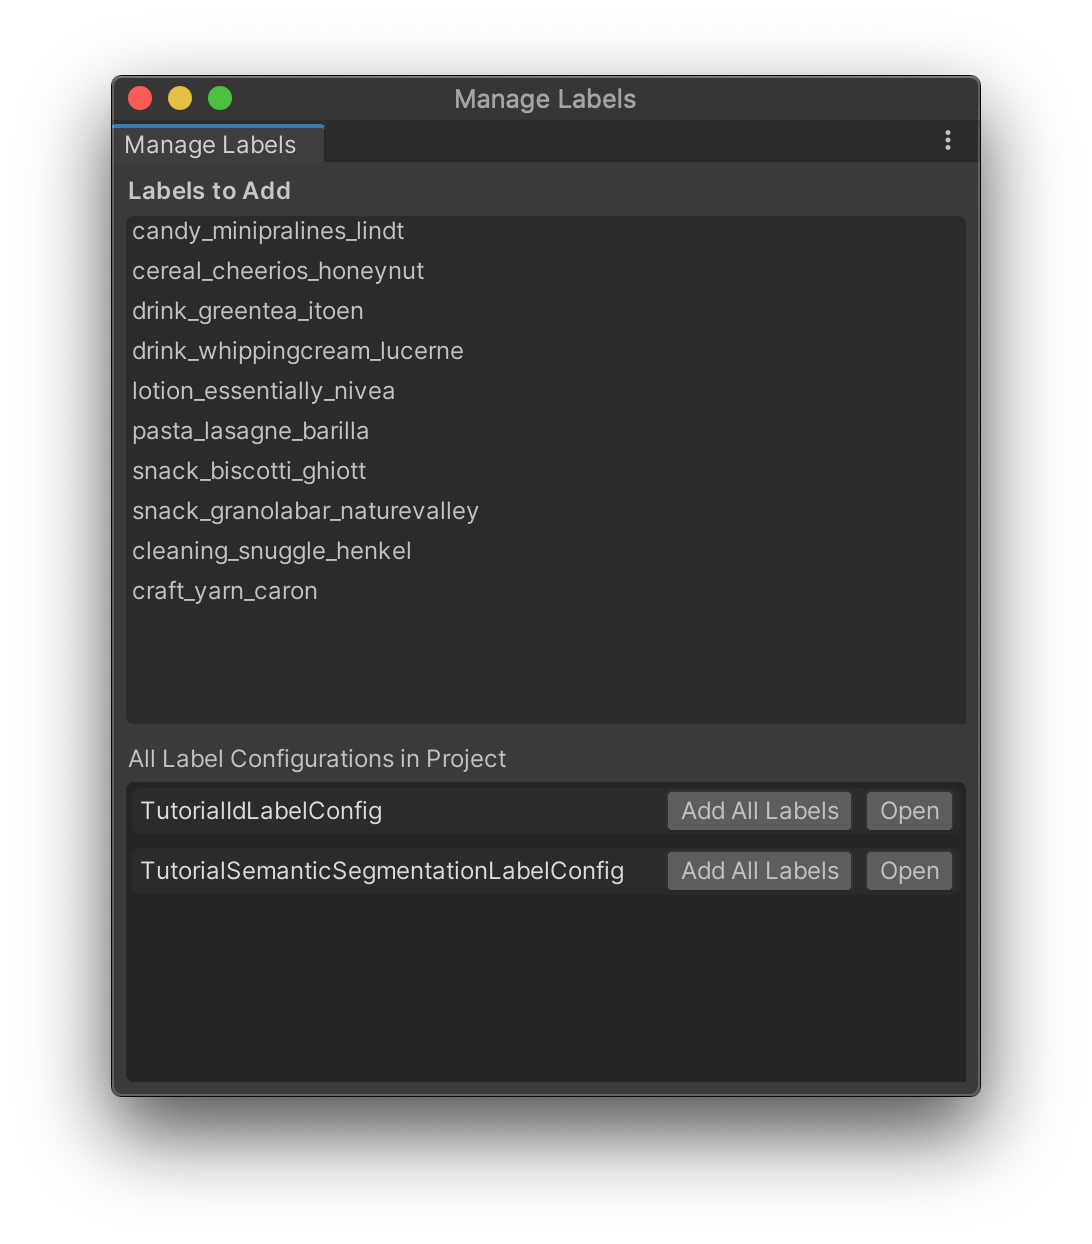 Manage Labels
Manage Labels
Labels to Add
candy_minipralines_lindt
cereal_cheerios_honeynut
drink_greentea_itoen
drink_whippingcream_lucerne
lotion_essentially_nivea
pasta_lasagne_barilla
snack_biscotti_ghiott
snack_granolabar_naturevalley
cleaning_snuggle_henkel
craft_yarn_caron
All Label Configurations in Project
TutorialIdLabelConfig Add All Labels Open
TutorialSemanticSegmentationLabelConfig Add All Labels Open